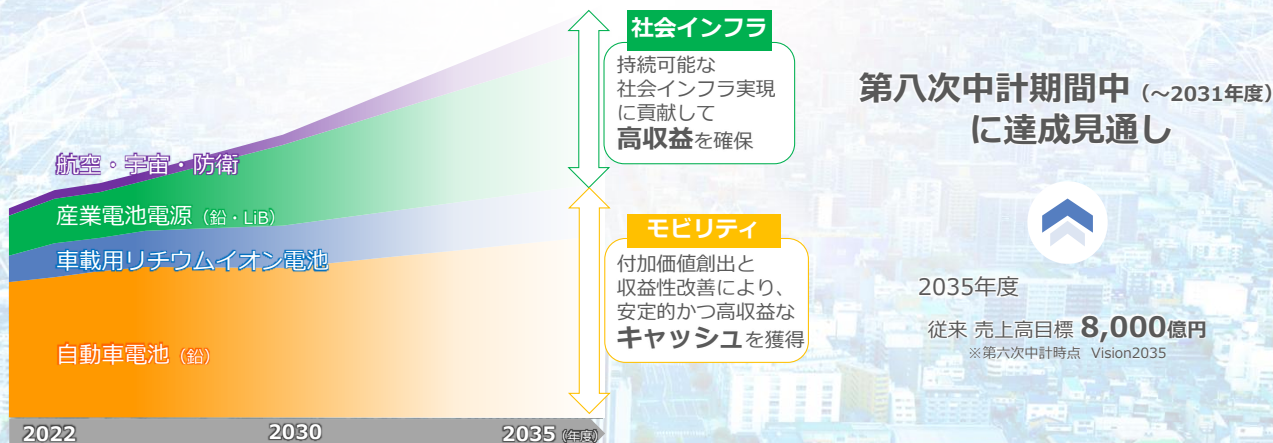 航空・宇宙・防衛
産業電池電源（鉛・LiB）
車載用リチウムイオン電池
自動車電池（鉛）
2022
2030
2035（年度）
社会インフラ
持続可能な
社会インフラ実現
に貢献して
高収益を確保
モビリティ
付加価値創出と
収益性改善により、
安定的かつ高収益な
キャッシュを獲得
第八次中計期間中（～2031年度）
に達成見通し
2035年度
従来 売上高目標 8,000億円
※第六次中計時点 Vision2035